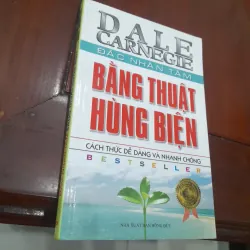 DALE
CARNEGIE
ĐẮC NHÂN TÂM
BẰNG THUẬT
HÙNG BIỆN
CÁCH THỨC DỄ DÀNG VÀ NHANH CHÓNG
BESTSELLER